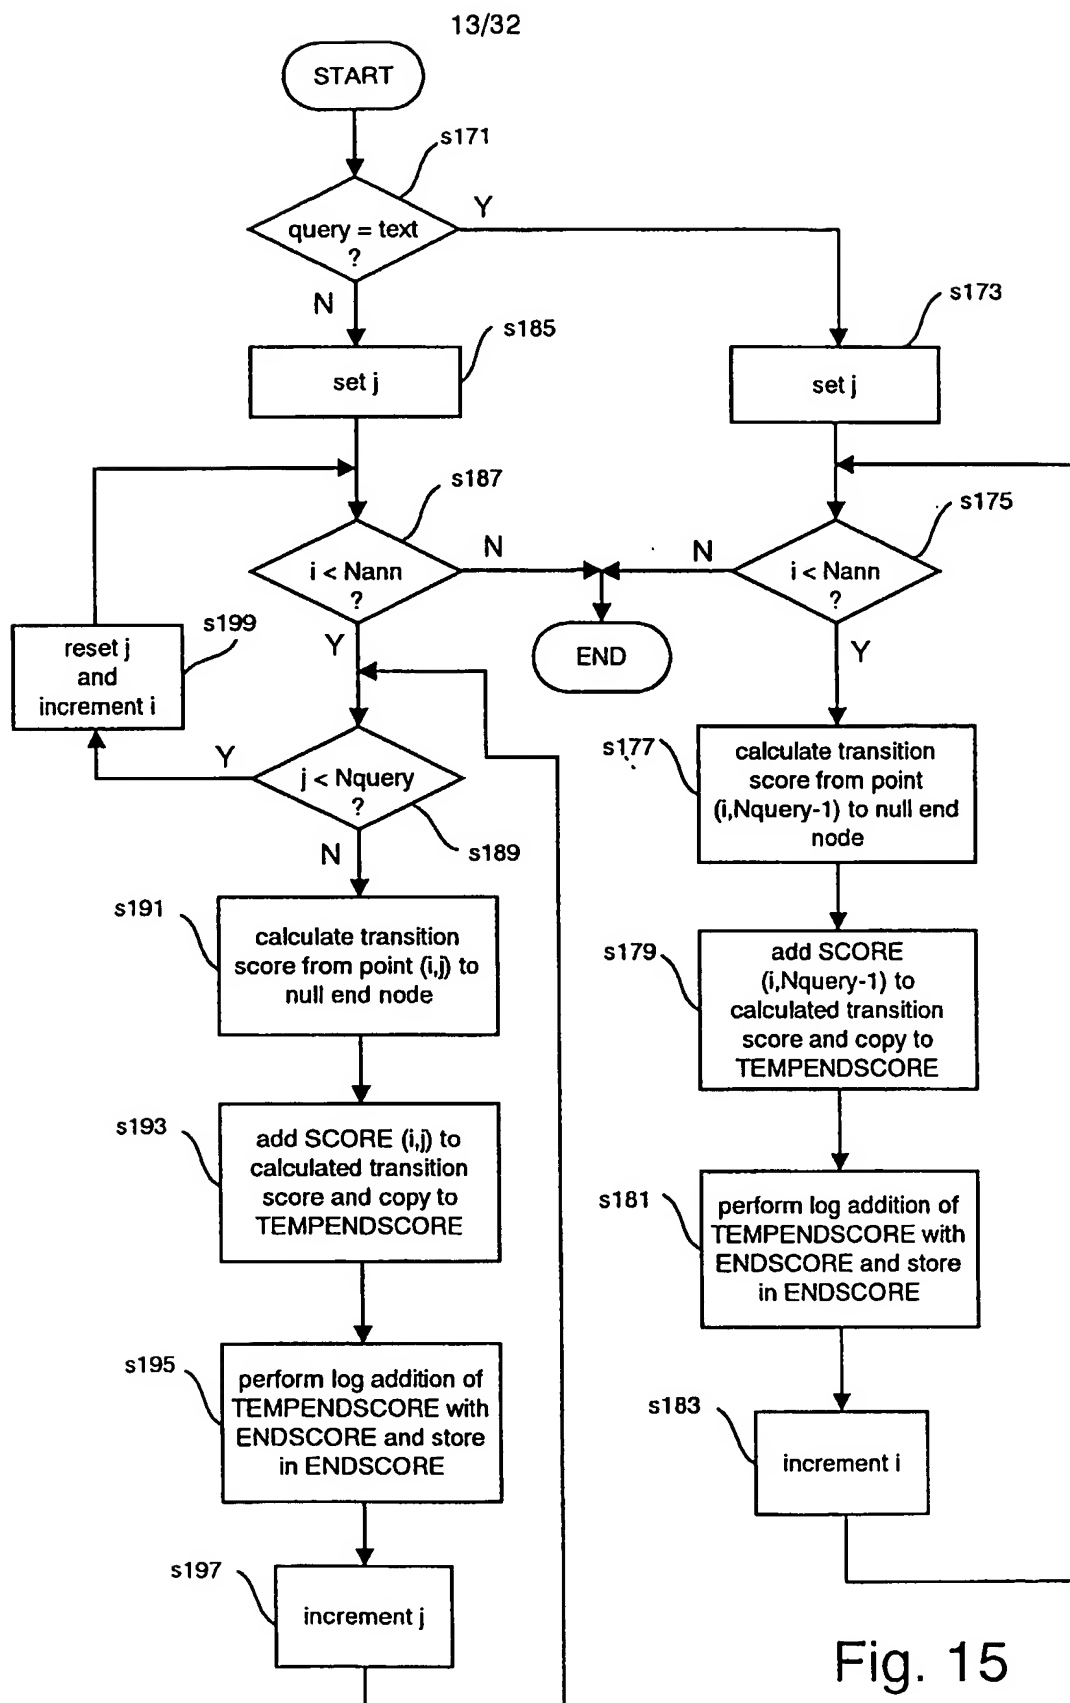 13/32
START
s171
query = text
?
Y
N
s185
set j
s173
set j
s187
i < Nann
?
N
Y
s175
i < Nann
?
N
Y
END
s199
reset j
and
increment i
j < Nquery
?
Y
s189
N
s177
calculate transition
score from point
(i,Nquery-1) to null end
node
s191
calculate transition
score from point (i,j) to
null end node
s179
add SCORE
(i,Nquery-1) to
calculated transition
score and copy to
TEMPENDSCORE
s193
add SCORE (i,j) to
calculated transition
score and copy to
TEMPENDSCORE
s181
perform log addition of
TEMPENDSCORE with
ENDSCORE and store
in ENDSCORE
s195
perform log addition of
TEMPENDSCORE with
ENDSCORE and store
in ENDSCORE
s183
increment i
s197
increment j
Fig. 15